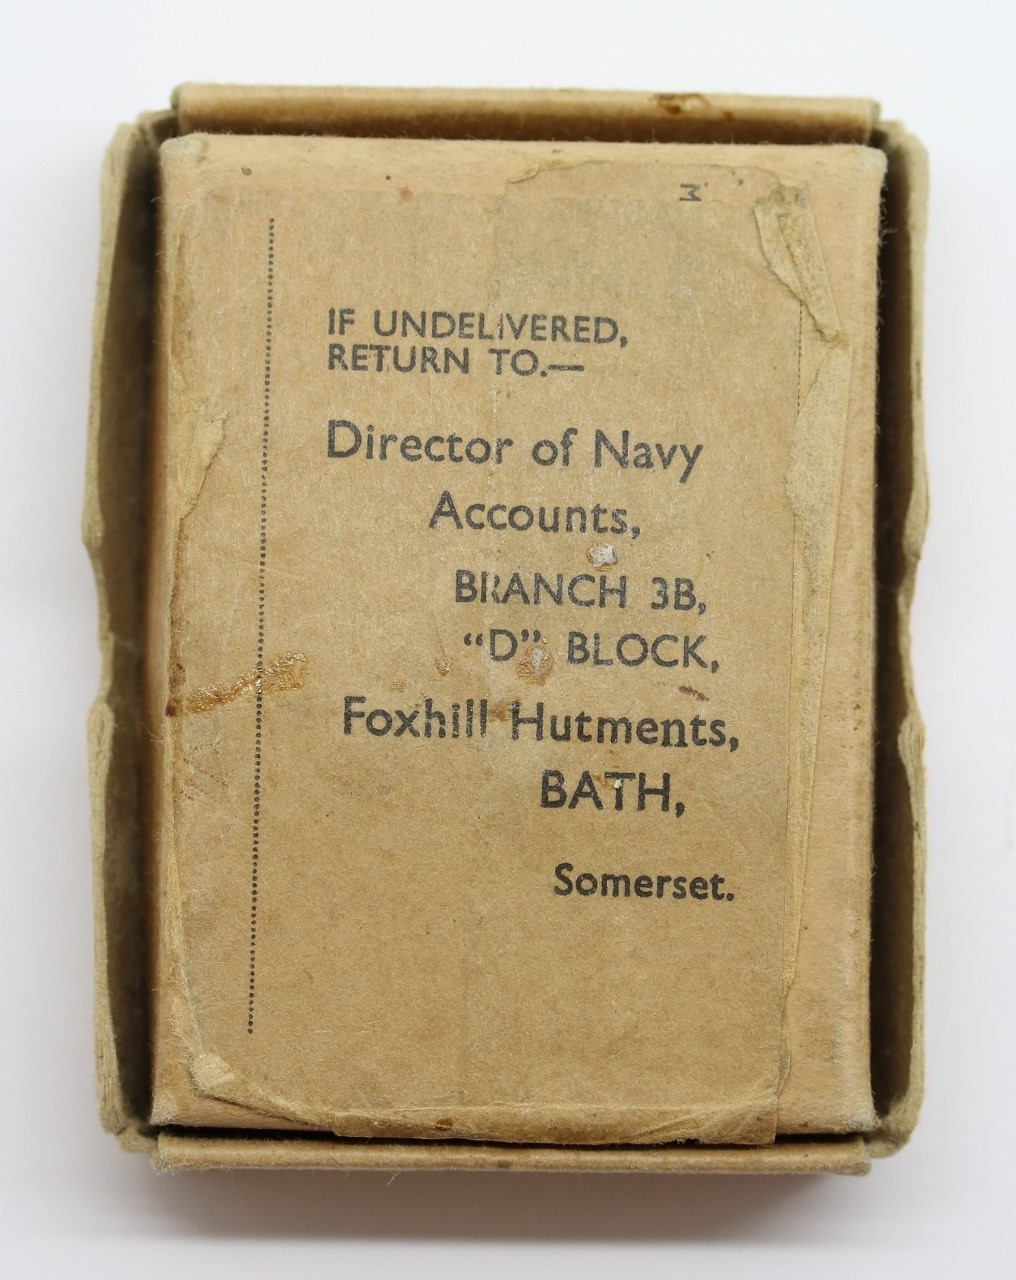 M
IF UNDELIVERED,
RETURN TO.—
Director of Navy
Accounts,
BRANCH 3B,
“D” BLOCK,
Foxhill Hutments,
BATH,
Somerset.